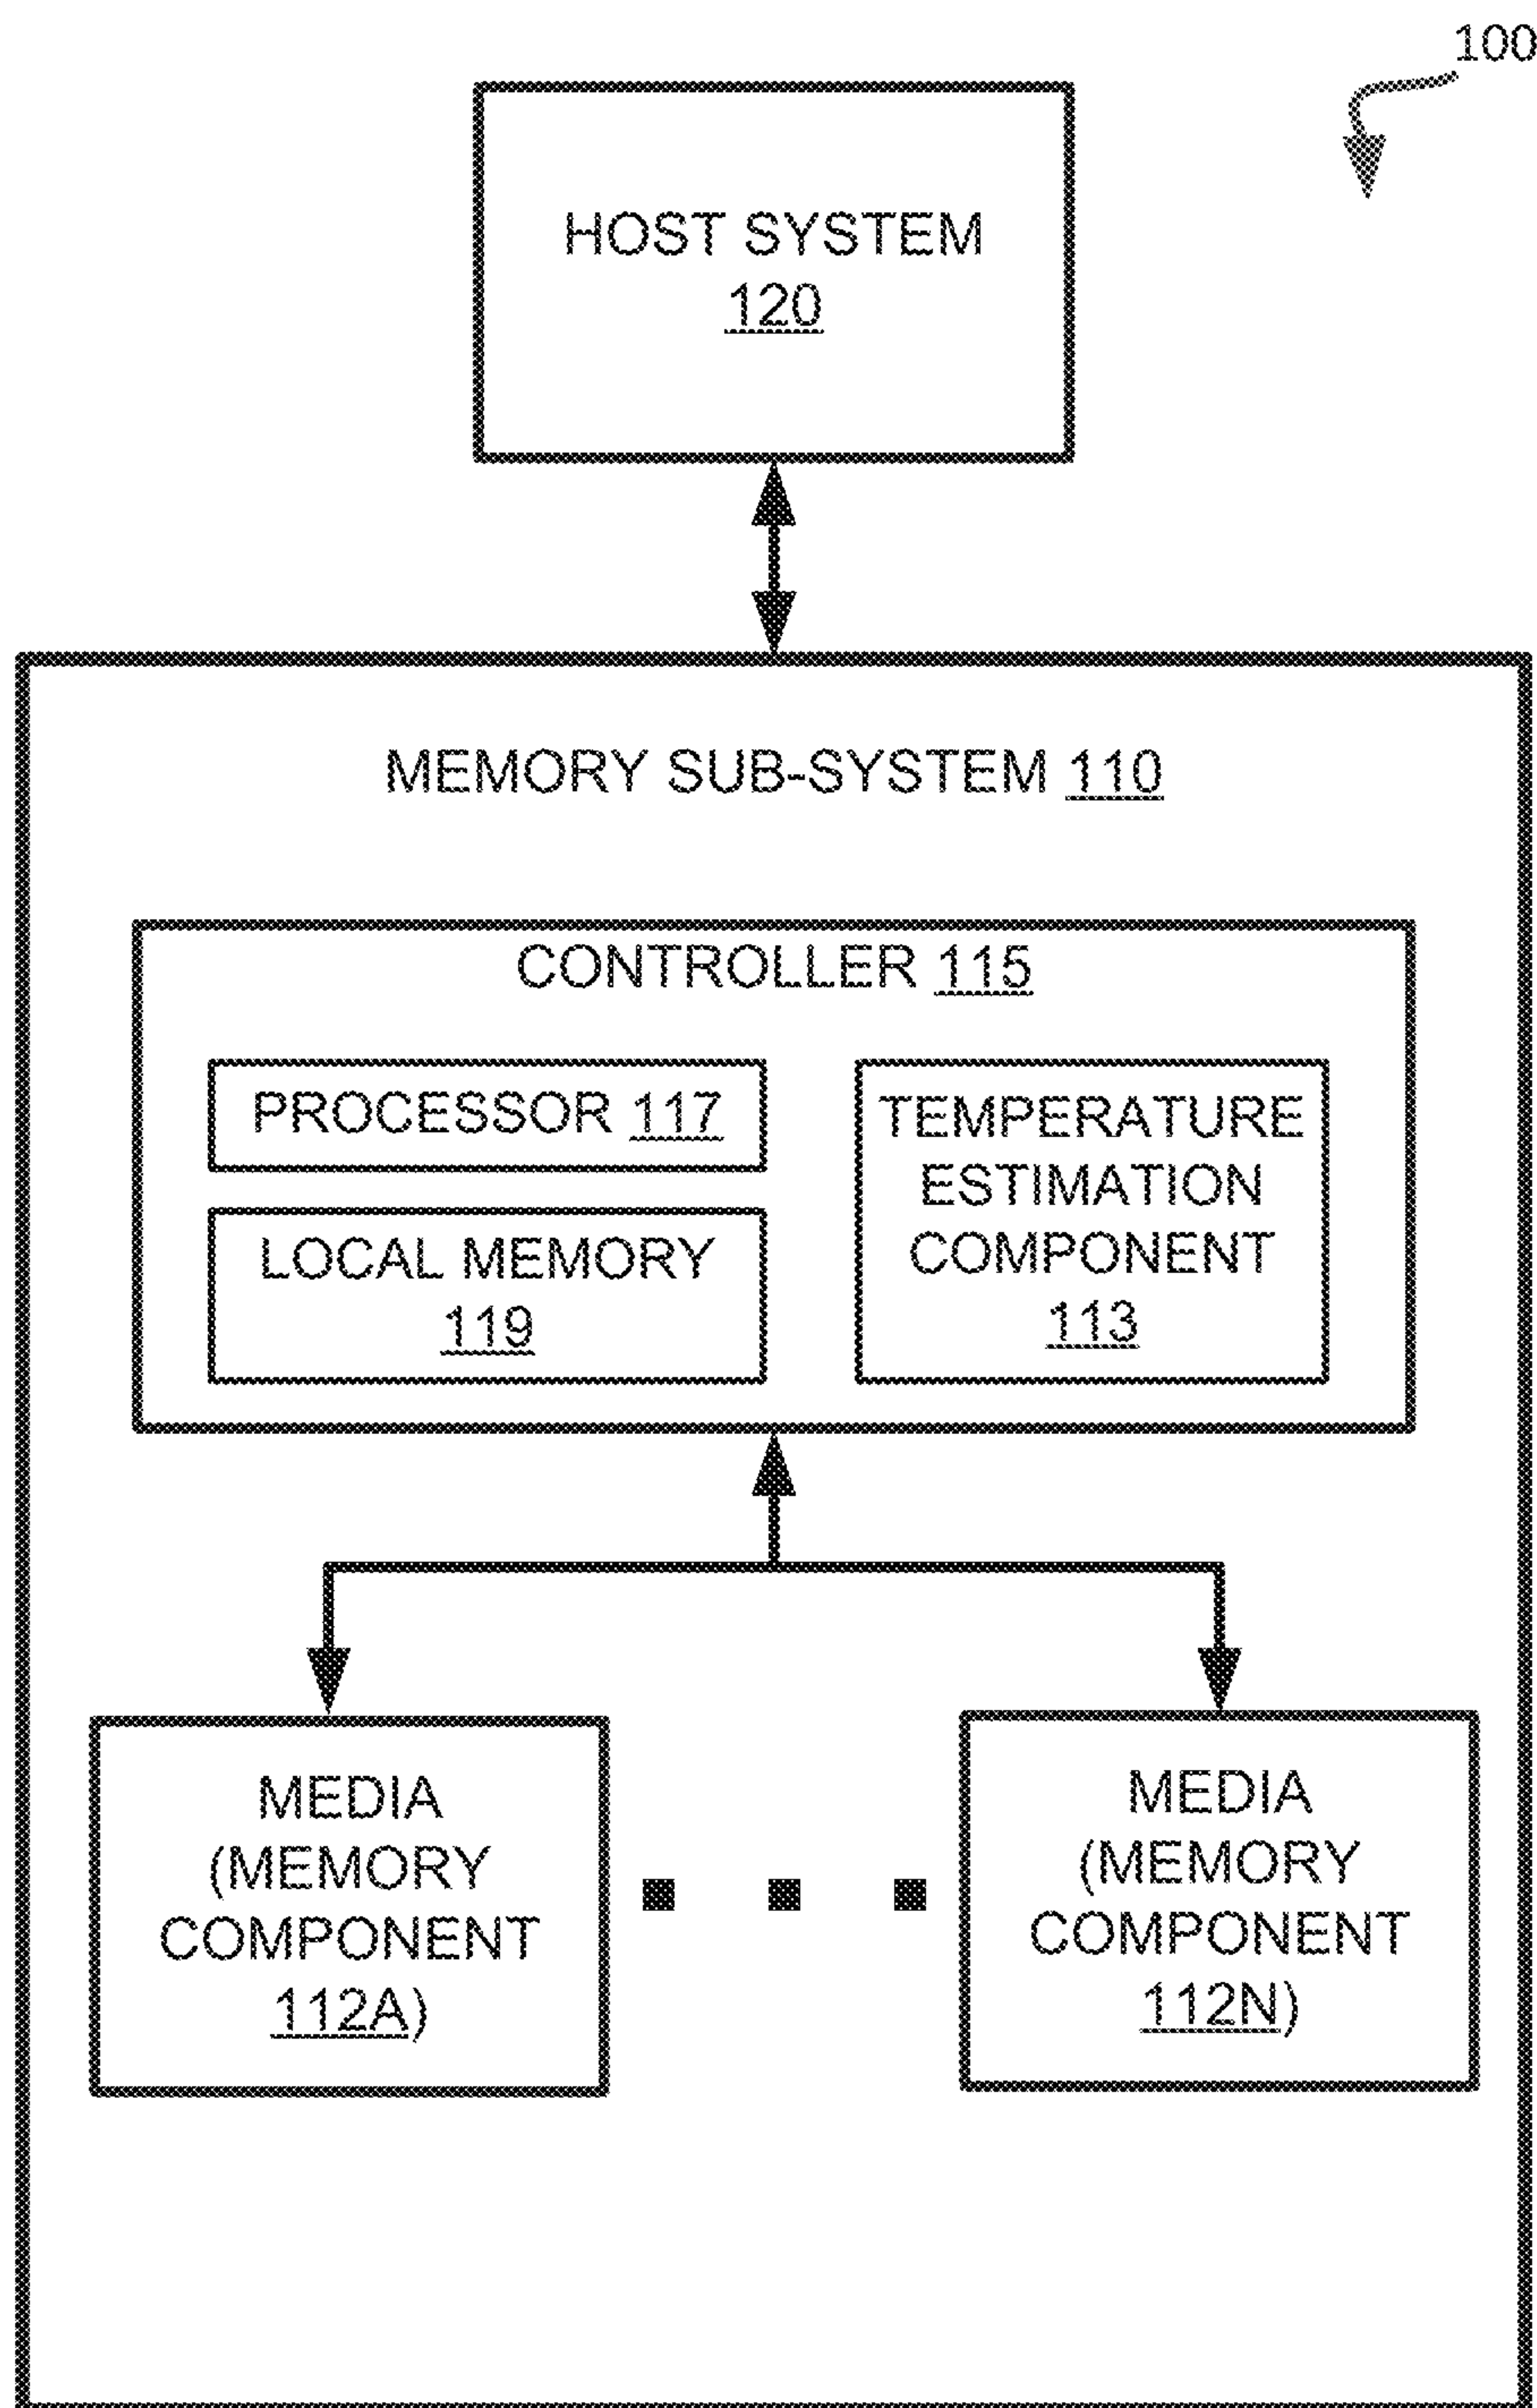 100
HOST SYSTEM
120
MEMORY SUB-SYSTEM 110
CONTROLLER 115
PROCESSOR 117
LOCAL MEMORY
119
TEMPERATURE
ESTIMATION
COMPONENT
113
MEDIA
(MEMORY
COMPONENT
112A)
MEDIA
(MEMORY
COMPONENT
112N)